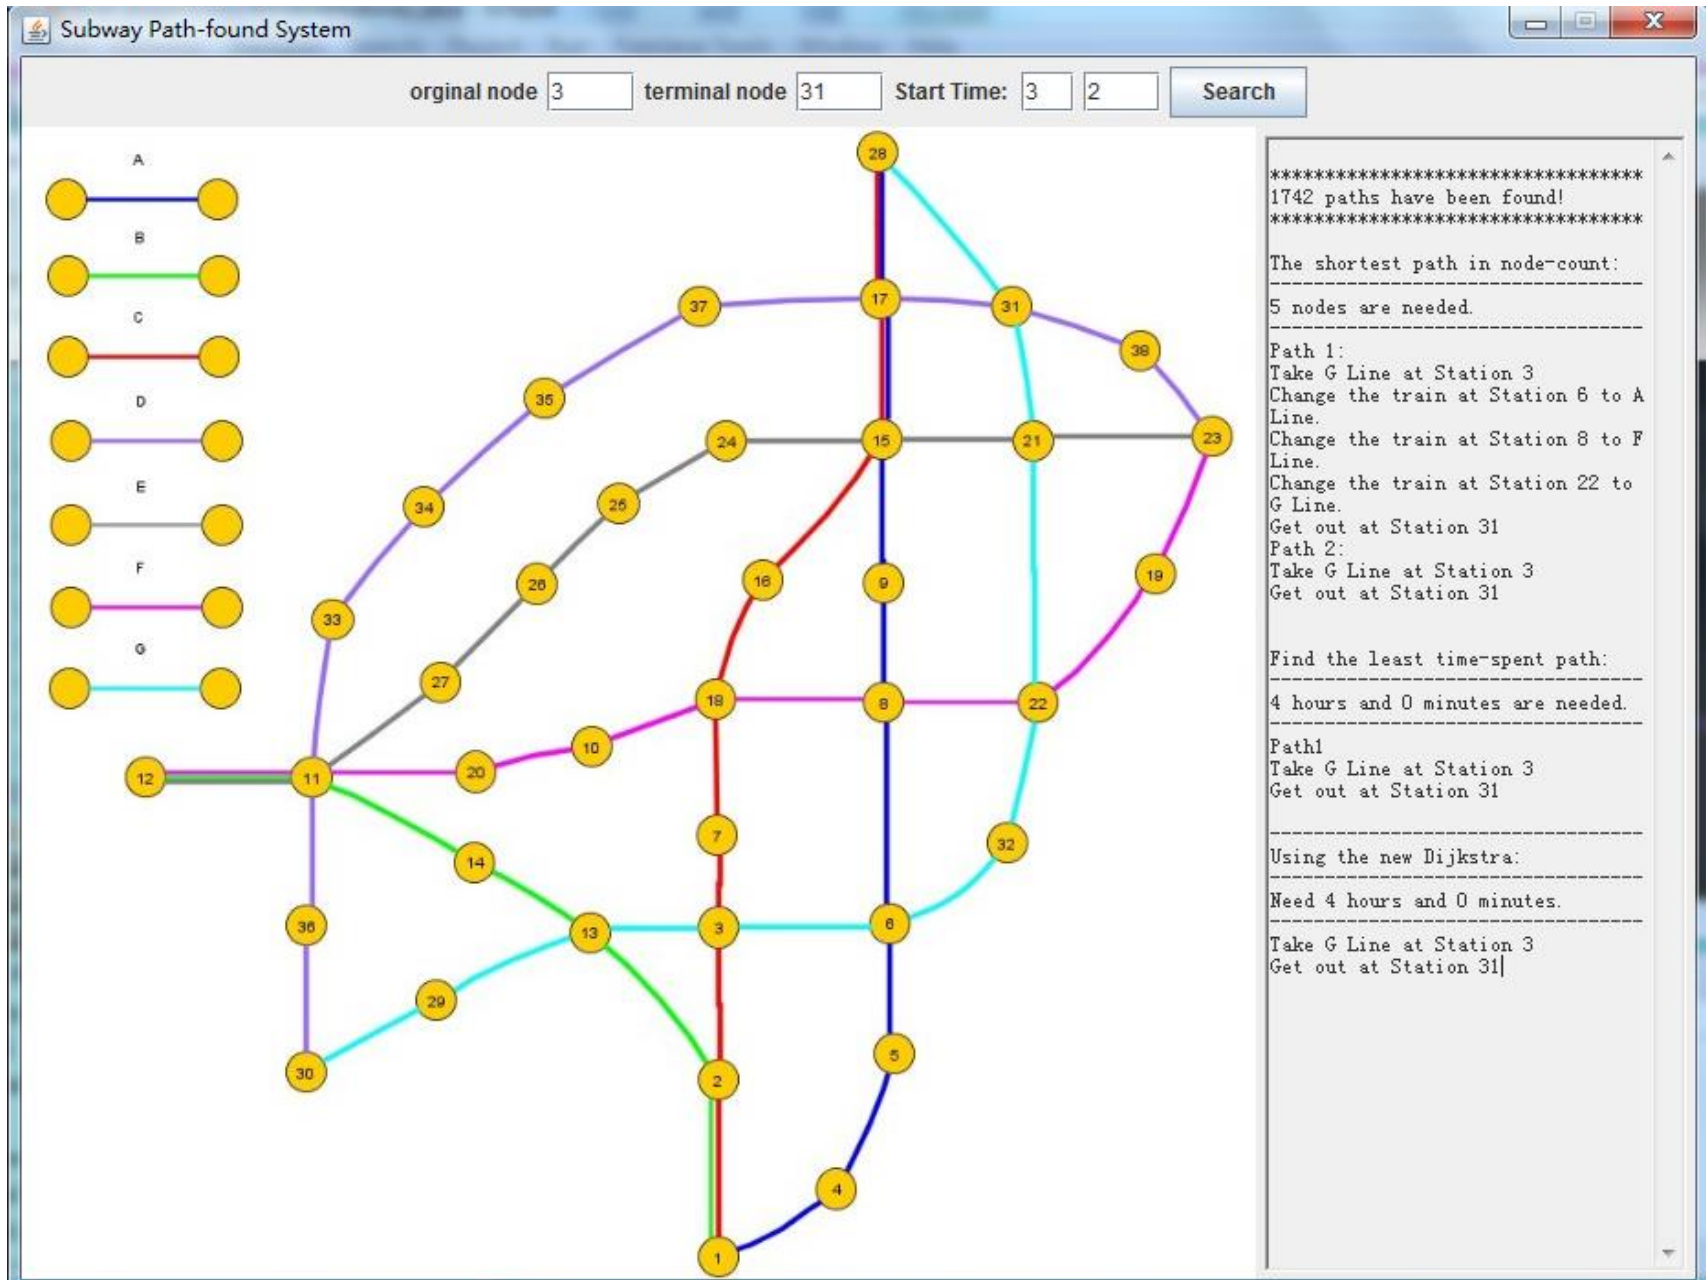 Subway Path-found System
orginal node 3 terminal node 31 Start Time: 3 2 Search
A
B
C
D
E
F
G
28
37
17
31
38
35
24
15
21
23
34
25
16
9
19
26
33
27
18
8
22
12
11
20
10
7
32
14
36
13
3
6
29
30
2
5
4
1
**********************************
1742 paths have been found!
**********************************
The shortest path in node-count:
----------------------------------
5 nodes are needed.
----------------------------------
Path 1:
Take G Line at Station 3
Change the train at Station 6 to A
Line.
Change the train at Station 8 to F
Line.
Change the train at Station 22 to
G Line.
Get out at Station 31
Path 2:
Take G Line at Station 3
Get out at Station 31
Find the least time-spent path:
----------------------------------
4 hours and 0 minutes are needed.
----------------------------------
Path1
Take G Line at Station 3
Get out at Station 31
----------------------------------
Using the new Dijkstra:
----------------------------------
Need 4 hours and 0 minutes.
----------------------------------
Take G Line at Station 3
Get out at Station 31